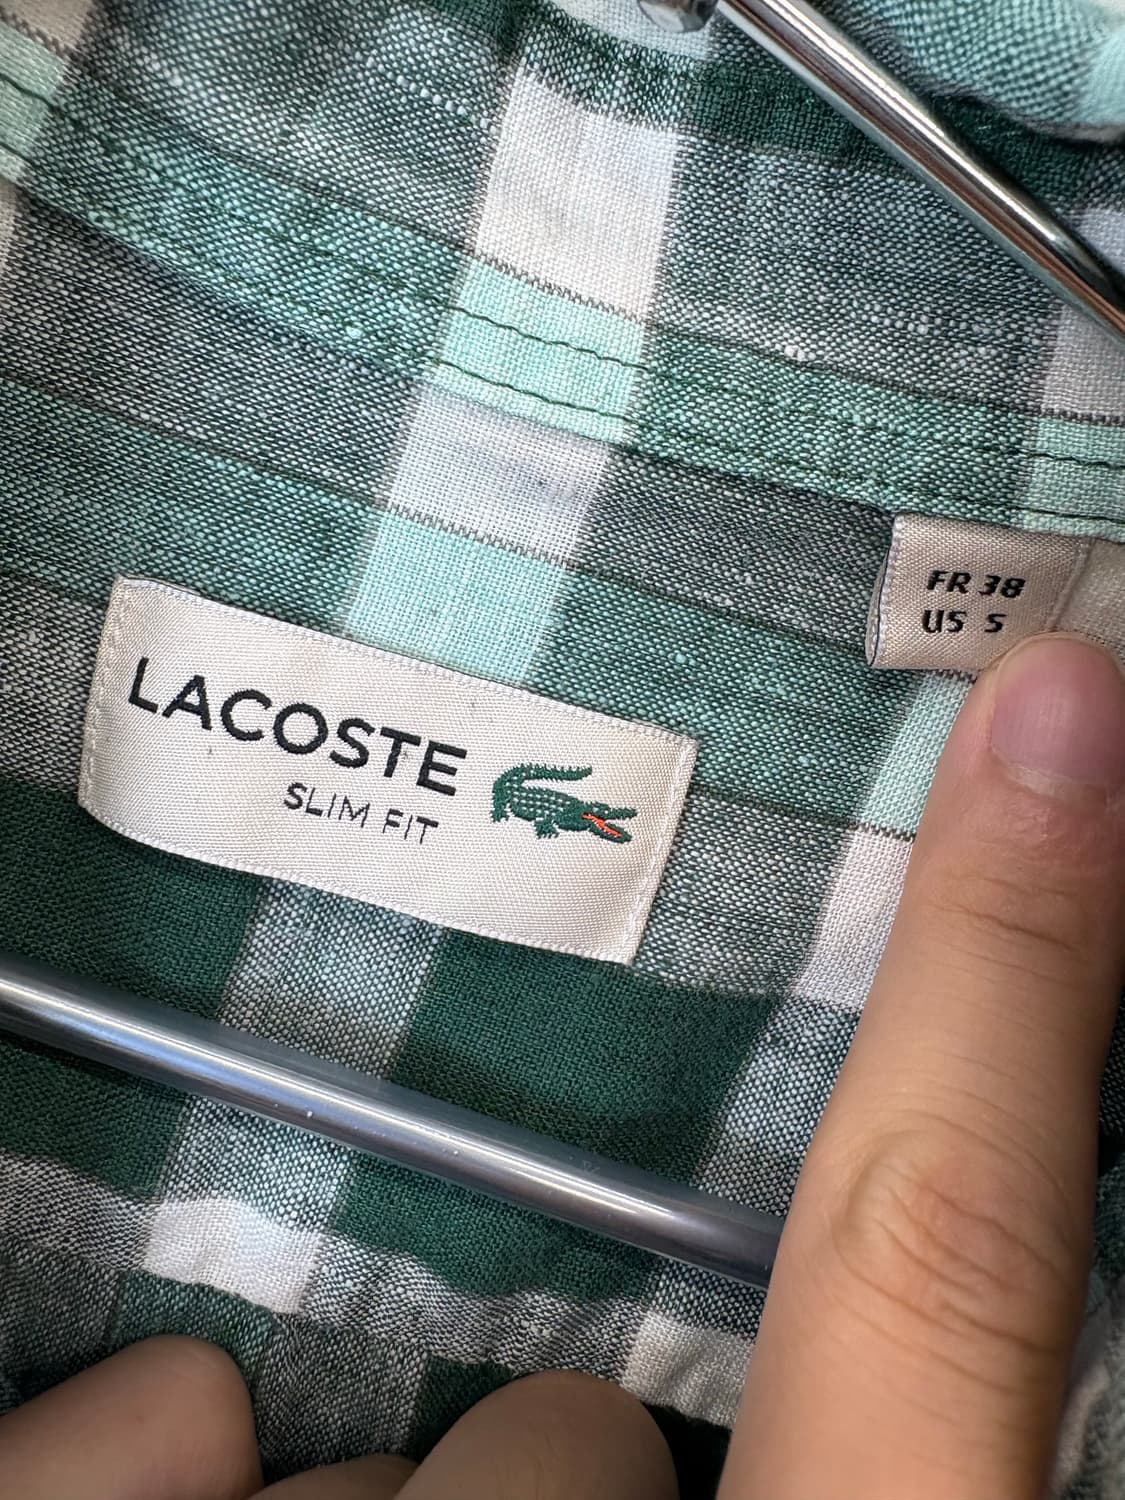 LACOSTE
SLIM FIT
FR 38
US S